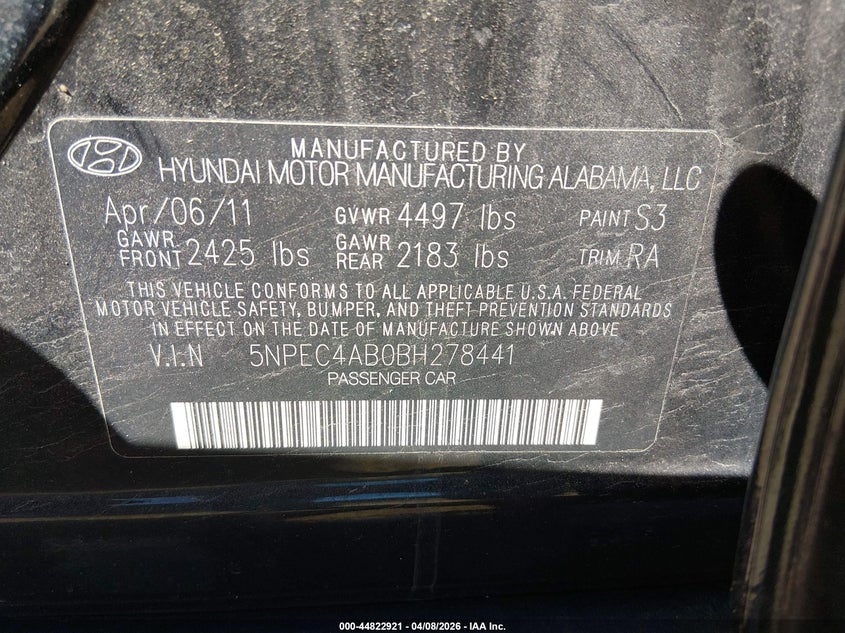 MANUFACTURED BY
HYUNDAI MOTOR MANUFACTURING ALABAMA, LLC
Apr/06/11 GVWR 4497 lbs PAINT S3
GAWR FRONT 2425 lbs GAWR REAR 2183 lbs TRIM RA
THIS VEHICLE CONFORMS TO ALL APPLICABLE U.S.A. FEDERAL
MOTOR VEHICLE SAFETY, BUMPER, AND THEFT PREVENTION STANDARDS
IN EFFECT ON THE DATE OF MANUFACTURE SHOWN ABOVE
V.I.N 5NPEC4AB0BH278441
PASSENGER CAR
000-44822921 - 04/08/2026 - IAA Inc.